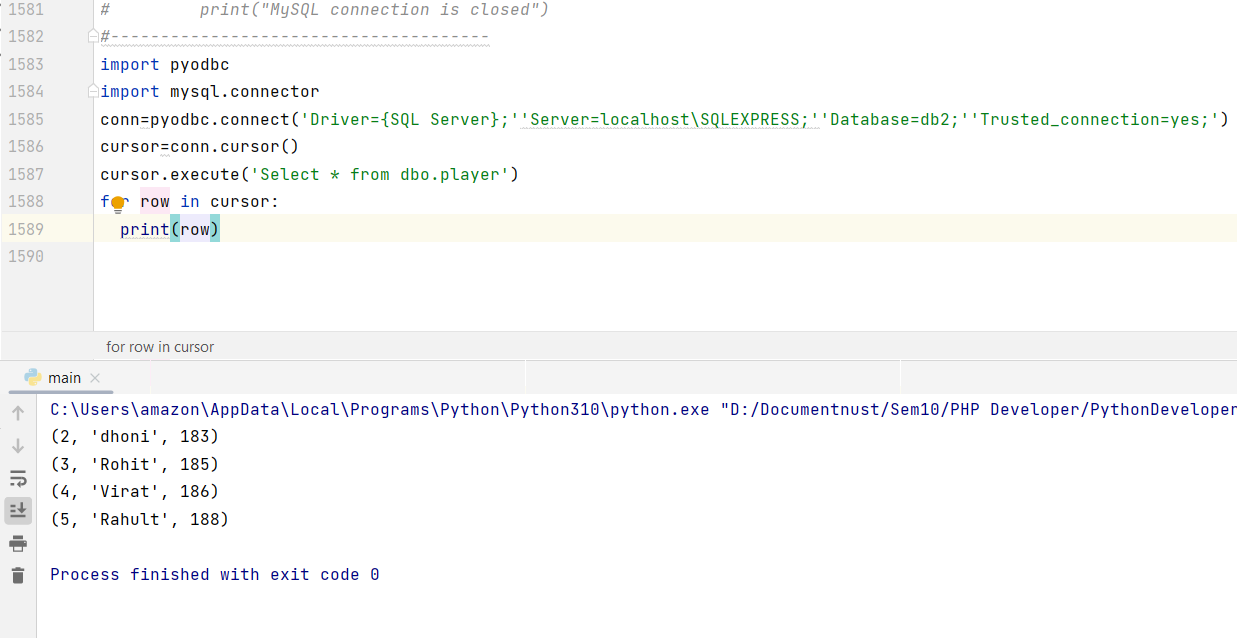 1581 #         print("MySQL connection is closed")
1582 #--------------------------------------
1583 import pyodbc
1584 import mysql.connector
1585 conn=pyodbc.connect('Driver={SQL Server};''Server=localhost\SQLEXPRESS;''Database=db2;''Trusted_connection=yes;')
1586 cursor=conn.cursor()
1587 cursor.execute('Select * from dbo.player')
1588 for row in cursor:
1589   print(row)
1590
for row in cursor
main
C:\Users\amazon\AppData\Local\Programs\Python\Python310\python.exe "D:/Documentnust/Sem10/PHP Developer/PythonDeveloper
(2, 'dhoni', 183)
(3, 'Rohit', 185)
(4, 'Virat', 186)
(5, 'Rahult', 188)
Process finished with exit code 0